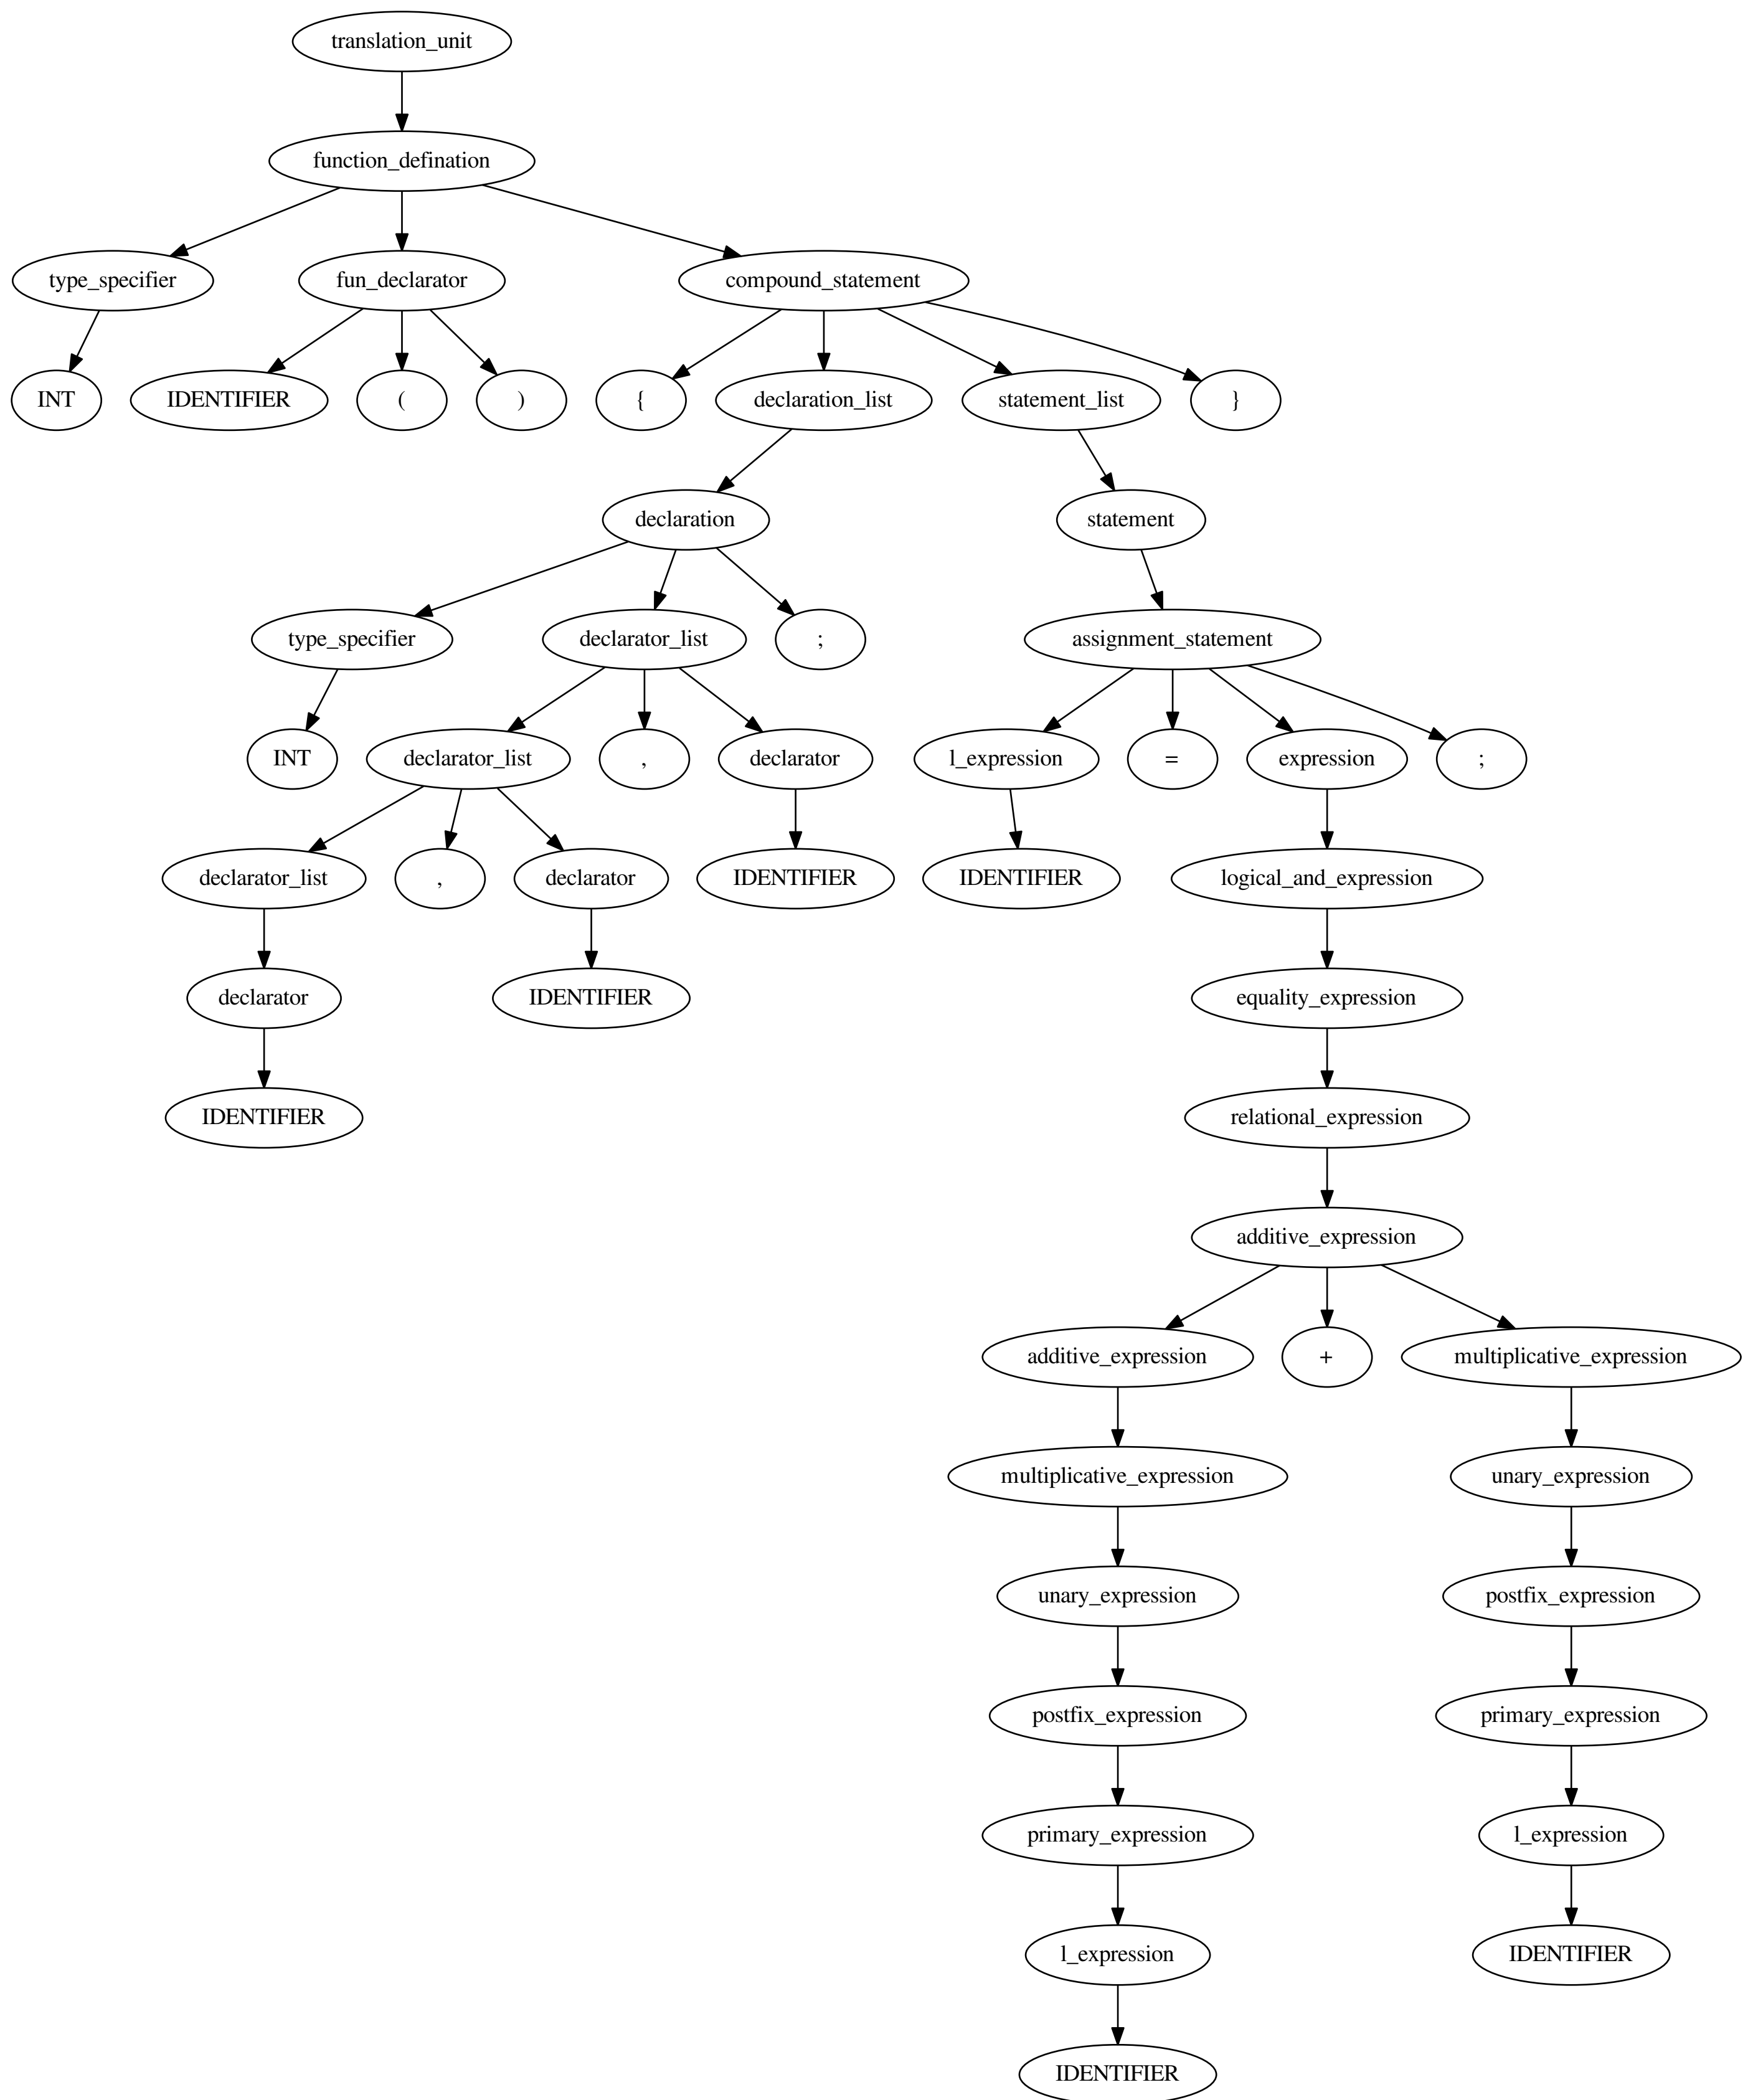 translation_unit
function_defination
type_specifier fun_declarator compound_statement
INT IDENTIFIER ( ) { declaration_list statement_list }
declaration statement
type_specifier declarator_list ; assignment_statement
INT declarator_list , declarator l_expression = expression ;
declarator_list , declarator IDENTIFIER IDENTIFIER logical_and_expression
declarator IDENTIFIER equality_expression
IDENTIFIER relational_expression
additive_expression
additive_expression + multiplicative_expression
multiplicative_expression unary_expression
unary_expression postfix_expression
postfix_expression primary_expression
primary_expression l_expression
l_expression IDENTIFIER
IDENTIFIER